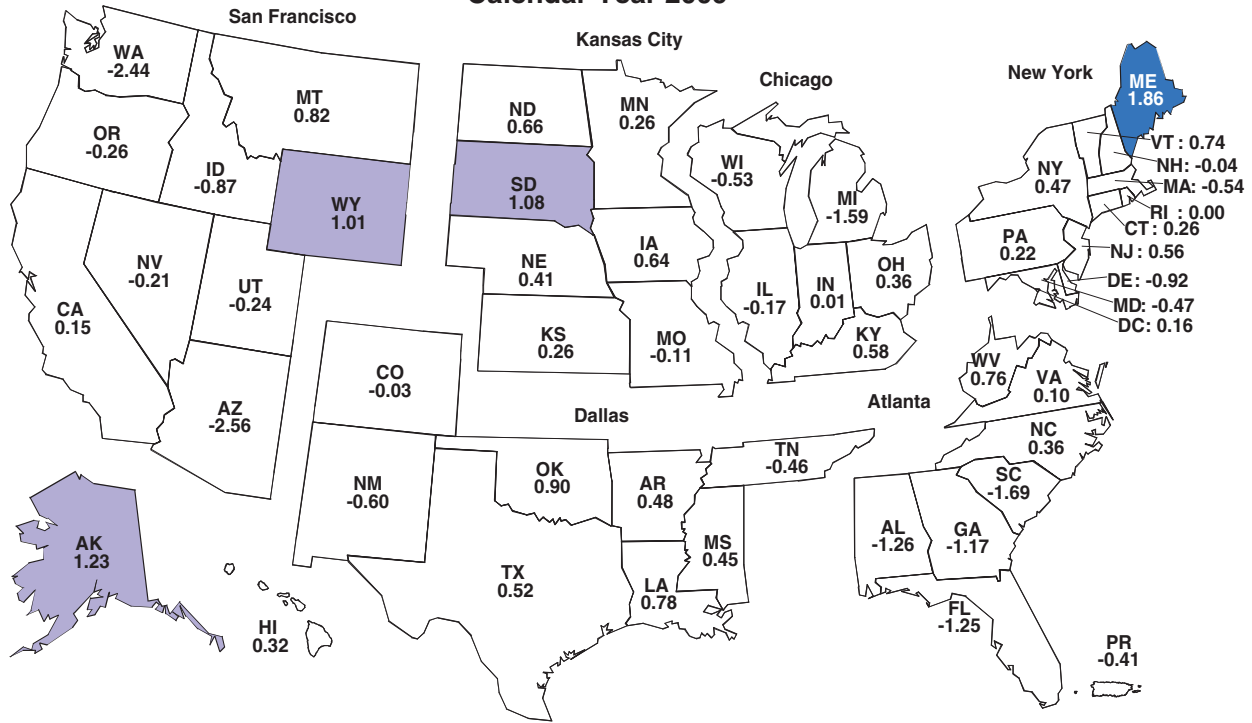 San Francisco
WA
-2.44
OR
-0.26
ID
-0.87
MT
0.82
WY
1.01
NV
-0.21
UT
-0.24
CA
0.15
AZ
-2.56
AK
1.23
HI
0.32
Kansas City
ND
0.66
MN
0.26
SD
1.08
NE
0.41
IA
0.64
KS
0.26
MO
-0.11
Chicago
WI
-0.53
MI
-1.59
IL
-0.17
IN
0.01
OH
0.36
KY
0.58
New York
ME
1.86
VT : 0.74
NH: -0.04
MA: -0.54
RI : 0.00
CT : 0.26
NJ : 0.56
DE: -0.92
MD: -0.47
DC: 0.16
NY
0.47
PA
0.22
Dallas
CO
-0.03
NM
-0.60
OK
0.90
AR
0.48
TX
0.52
LA
0.78
MS
0.45
TN
-0.46
Atlanta
WV
0.76
VA
0.10
NC
0.36
SC
-1.69
AL
-1.26
GA
-1.17
FL
-1.25
PR
-0.41